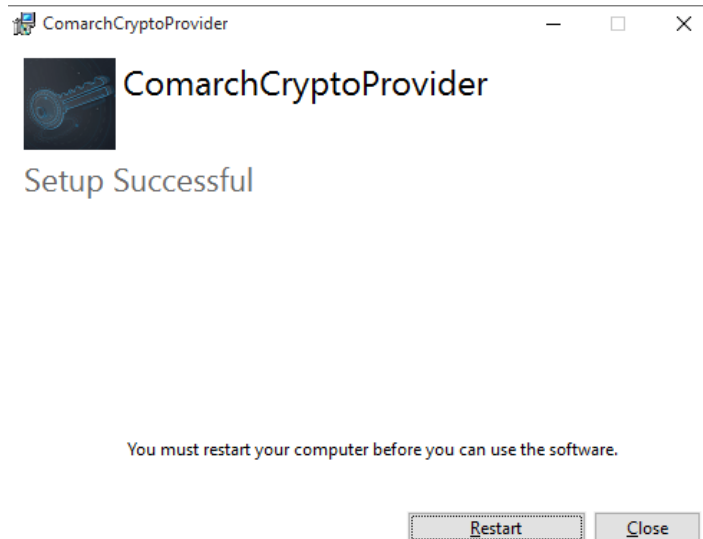 ComarchCryptoProvider
ComarchCryptoProvider
Setup Successful
You must restart your computer before you can use the software.
Restart
Close